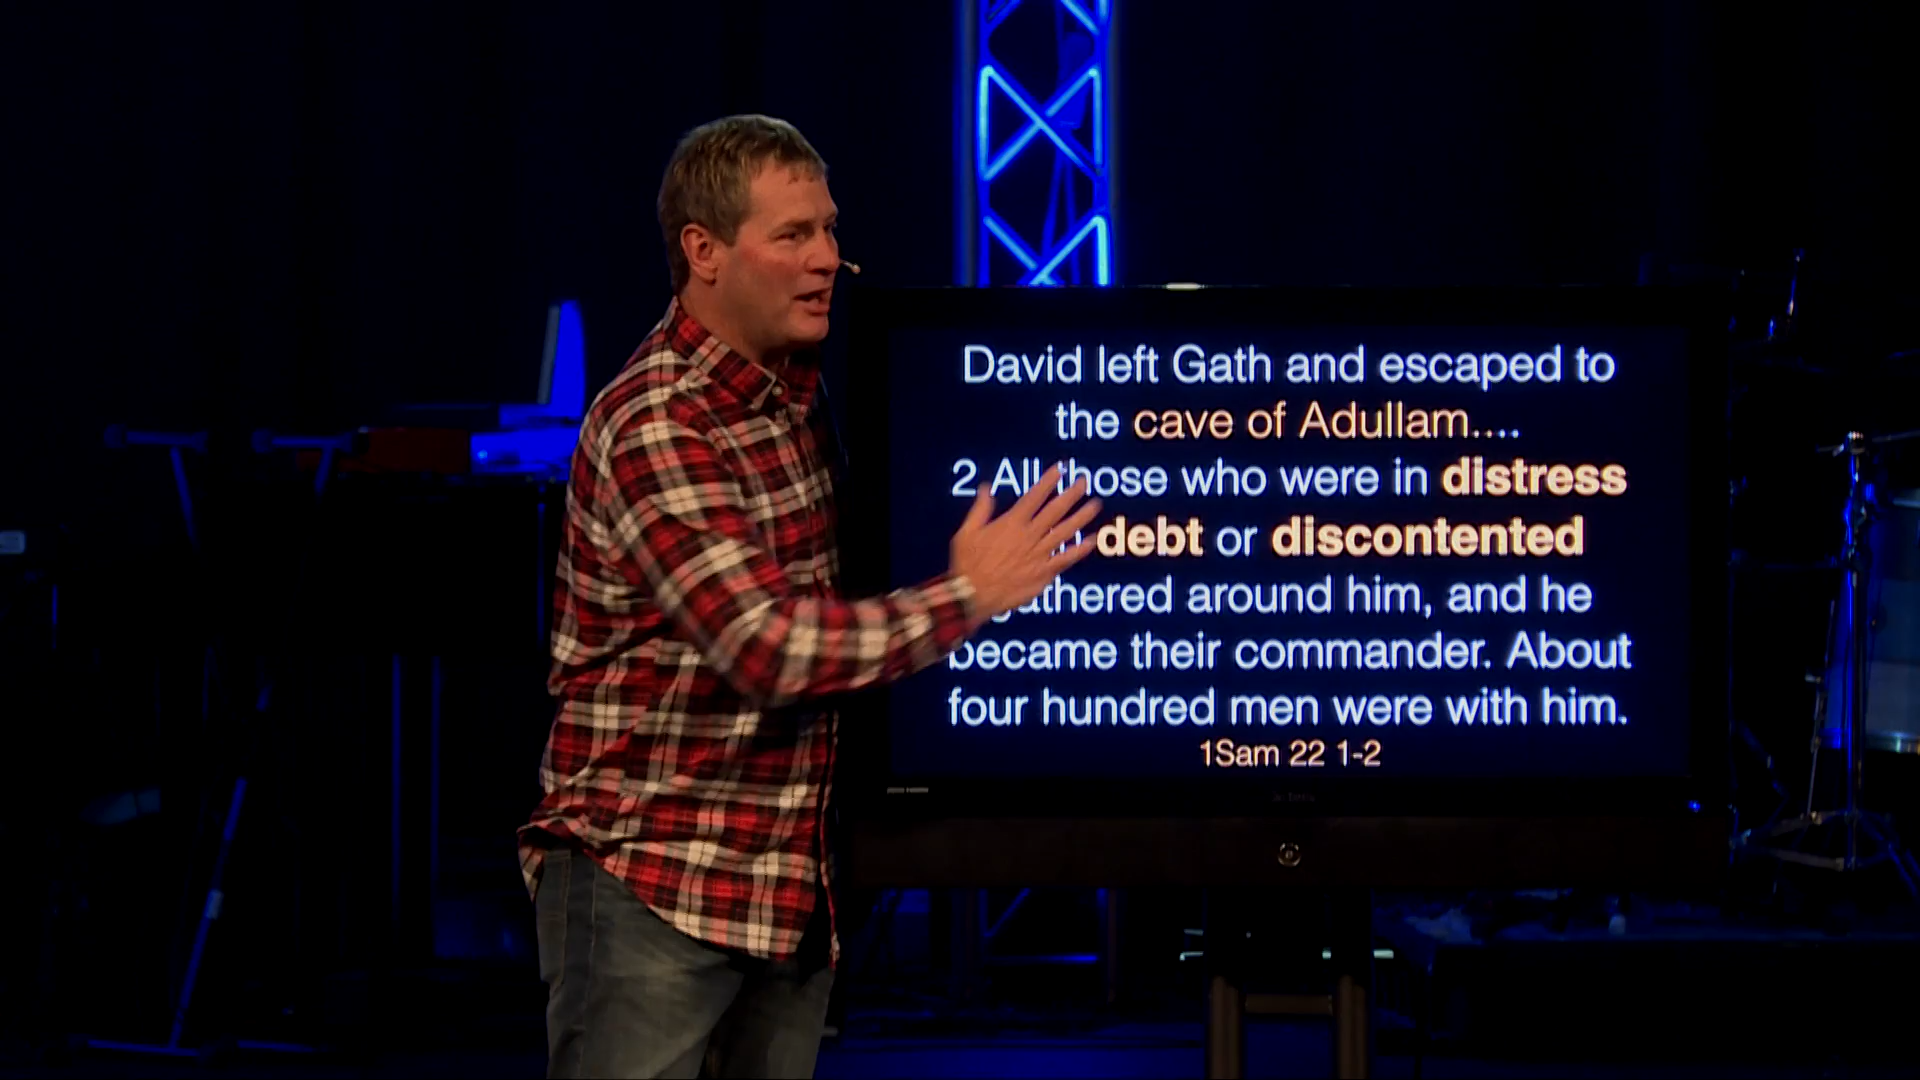 David left Gath and escaped to
the cave of Adullam....
2 All those who were in distress
debt or discontented
gathered around him, and he
became their commander. About
four hundred men were with him.
1Sam 22 1-2